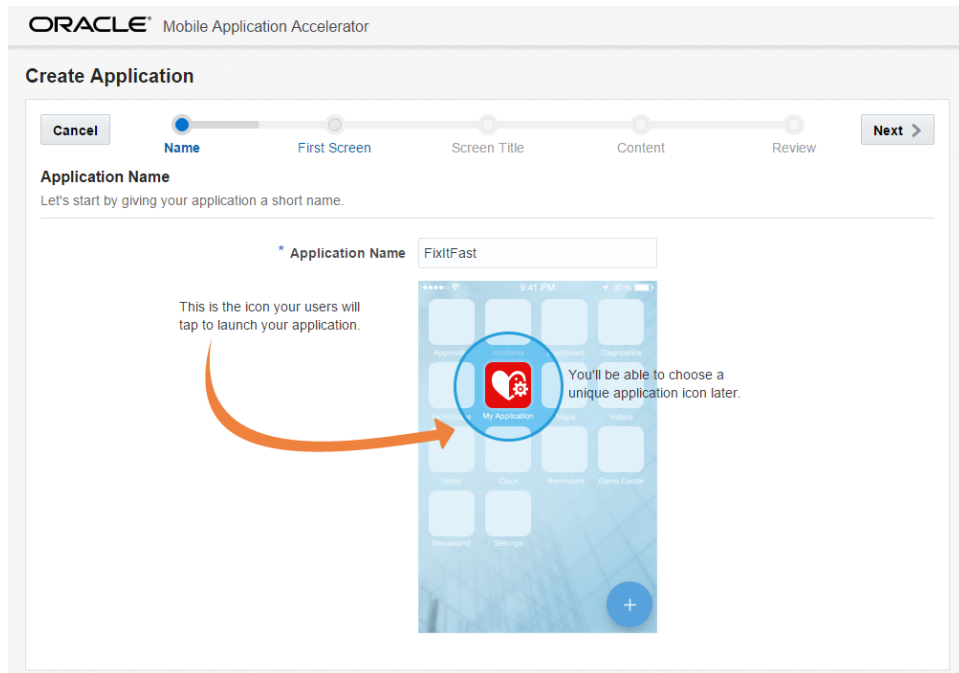 ORACLE® Mobile Application Accelerator
Create Application
Cancel
Name
First Screen
Screen Title
Content
Review
Next
Application Name
Let's start by giving your application a short name.
* Application Name
FixItFast
9:41 PM
90%
This is the icon your users will
tap to launch your application.
Incidents
Diagnostics
You'll be able to choose a
unique application icon later.
My Application
Videos
Notes
Clock
Reminders
Game Center
Newsstand
Settings
+